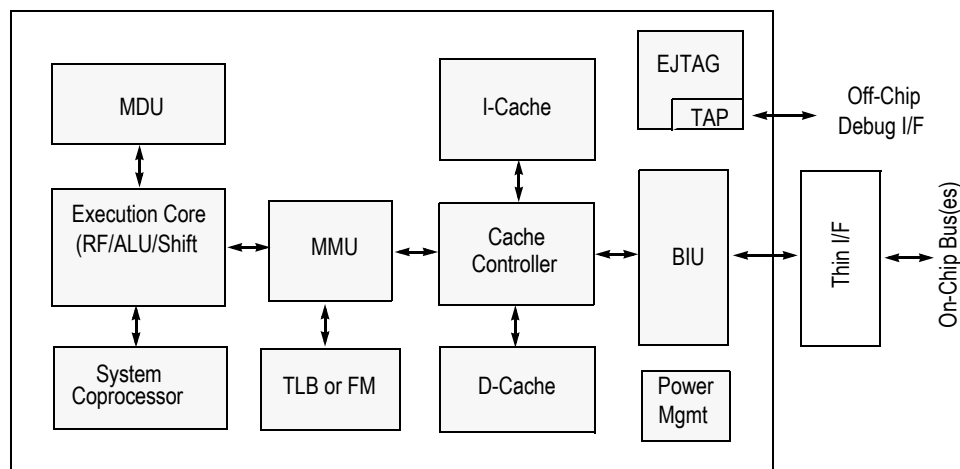 EJTAG
TAP
Off-Chip
Debug I/F
MDU
I-Cache
Execution Core
(RF/ALU/Shift
MMU
Cache
Controller
BIU
Thin I/F
On-Chip Bus(es)
System
Coprocessor
TLB or FM
D-Cache
Power
Mgmt